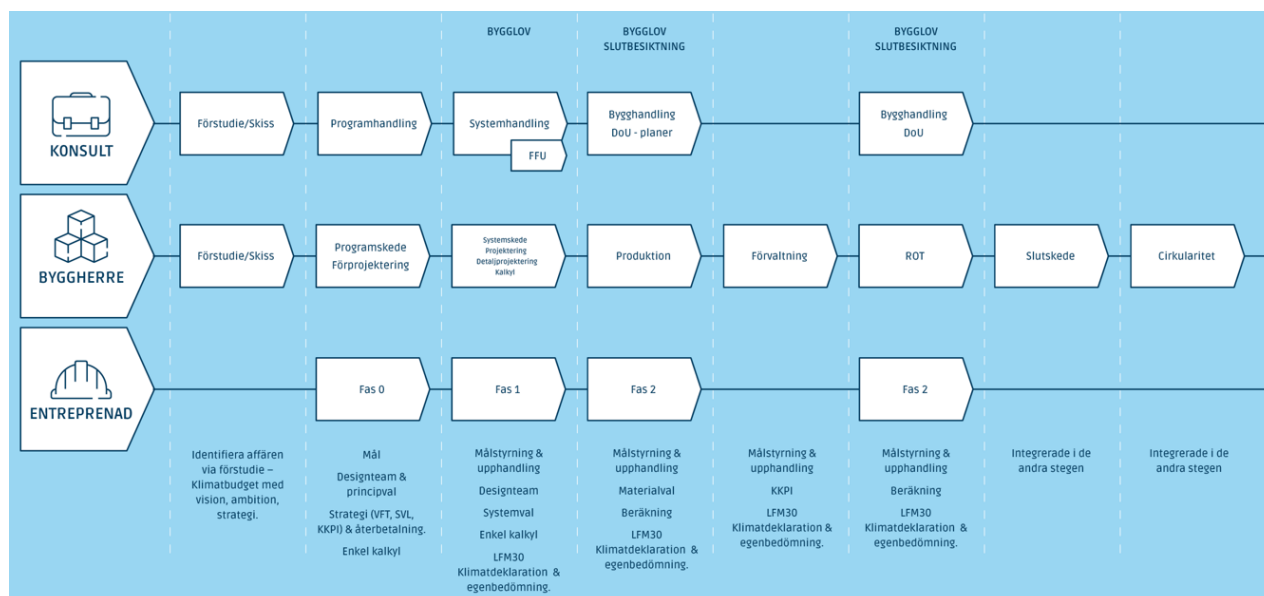 BYGGLOV
BYGGLOV
SLUTBESIKTNING
BYGGLOV
SLUTBESIKTNING
KONSULT
Förstudie/Skiss
Programhandling
Systemhandling
FFU
Bygghandling
DoU - planer
Bygghandling
DoU
BYGGHERRE
Förstudie/Skiss
Programskede
Förprojektering
Systemskede
Projektering
Detaljprojektering
Kalkyl
Produktion
Förvaltning
ROT
Slutskede
Cirkularitet
ENTREPRENAD
Fas 0
Fas 1
Fas 2
Fas 2
Identifiera affären
via förstudie –
Klimatbudget med
vision, ambition,
strategi.
Mål
Designteam &
principval
Strategi (VFT, SVL,
KKPI) & återbetalning.
Enkel kalkyl
Målstyrning &
upphandling
Designteam
Systemval
Enkel kalkyl
LFM30
Klimatdeklaration &
egenbedömning.
Målstyrning &
upphandling
Materialval
Beräkning
LFM30
Klimatdeklaration &
egenbedömning.
Målstyrning &
upphandling
KKPI
LFM30
Klimatdeklaration &
egenbedömning.
Målstyrning &
upphandling
Beräkning
LFM30
Klimatdeklaration &
egenbedömning.
Integrerade i de
andra stegen
Integrerade i de
andra stegen